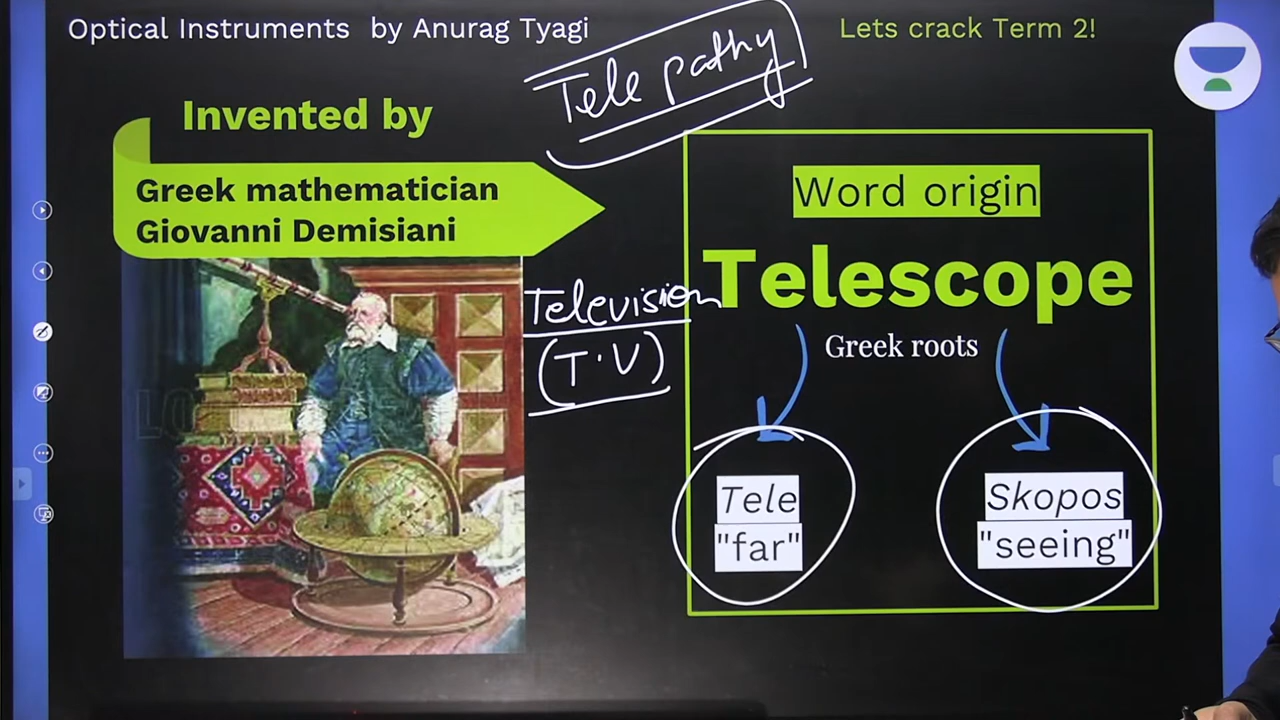 Optical Instruments by Anurag Tyagi
Lets crack Term 2!
Tele pathy
Invented by
Greek mathematician
Giovanni Demisiani
Television
(T.V)
Word origin
Telescope
Greek roots
Tele
"far"
Skopos
"seeing"